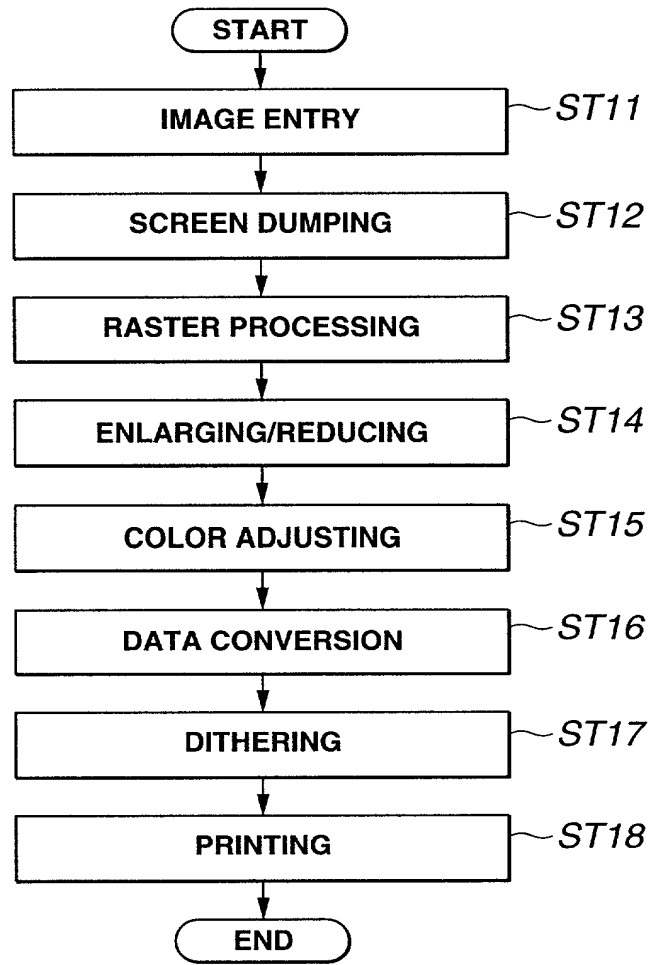 START
IMAGE ENTRY ST11
SCREEN DUMPING ST12
RASTER PROCESSING ST13
ENLARGING/REDUCING ST14
COLOR ADJUSTING ST15
DATA CONVERSION ST16
DITHERING ST17
PRINTING ST18
END